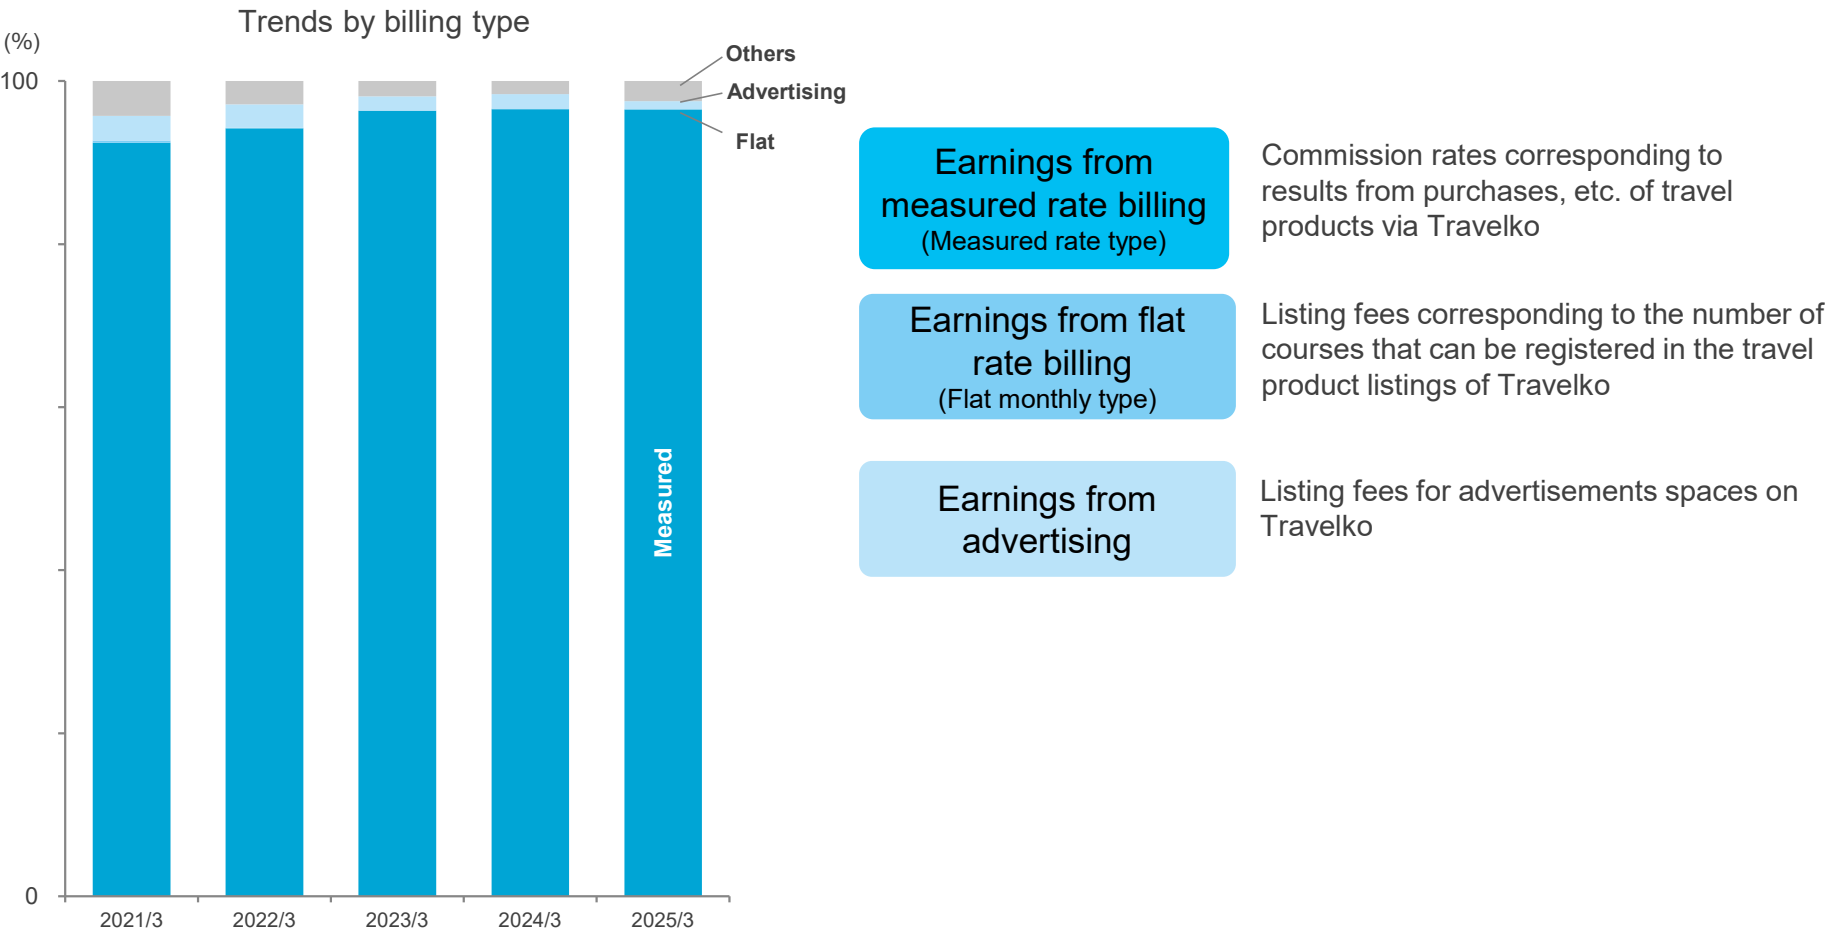 Trends by billing type
(%)
100
0
2021/3
2022/3
2023/3
2024/3
2025/3
Others
Advertising
Flat
Measured
Earnings from
measured rate billing
(Measured rate type)
Commission rates corresponding to
results from purchases, etc. of travel
products via Travelko
Earnings from flat
rate billing
(Flat monthly type)
Listing fees corresponding to the number of
courses that can be registered in the travel
product listings of Travelko
Earnings from
advertising
Listing fees for advertisements spaces on
Travelko